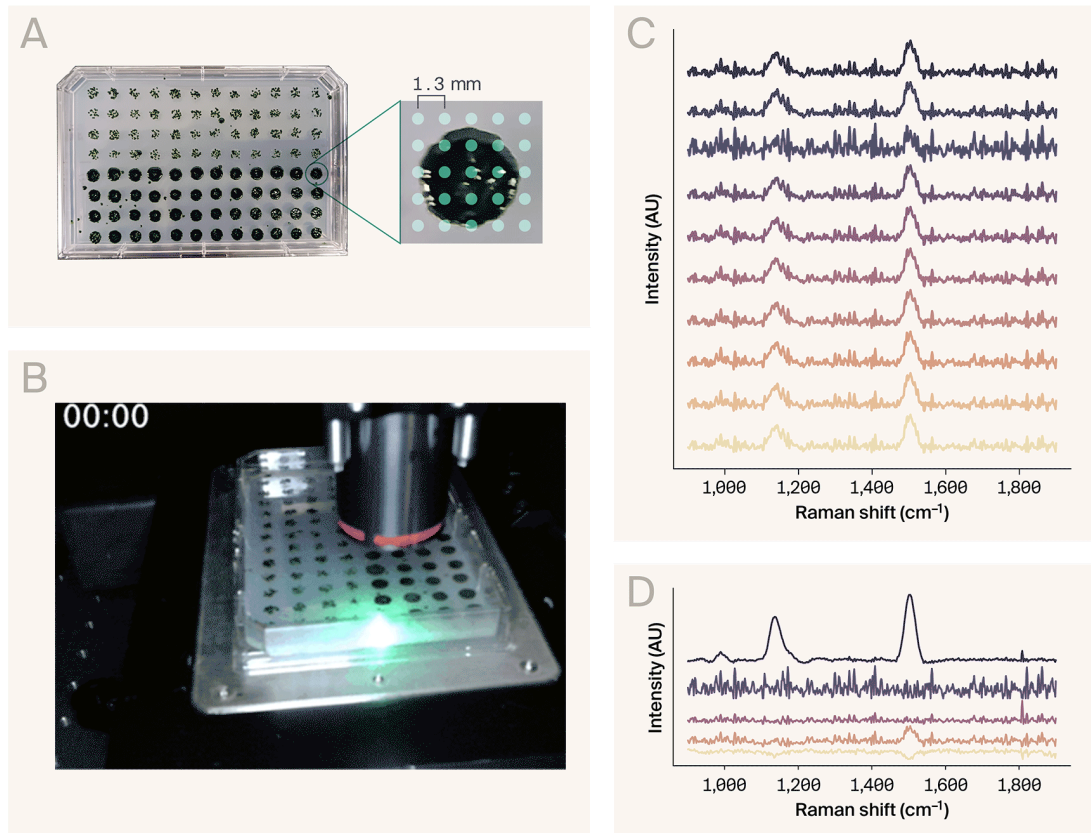 A
1.3 mm
B
00:00
C
Intensity (AU)
1,000 1,200 1,400 1,600 1,800
Raman shift (cm⁻¹)
D
Intensity (AU)
1,000 1,200 1,400 1,600 1,800
Raman shift (cm⁻¹)